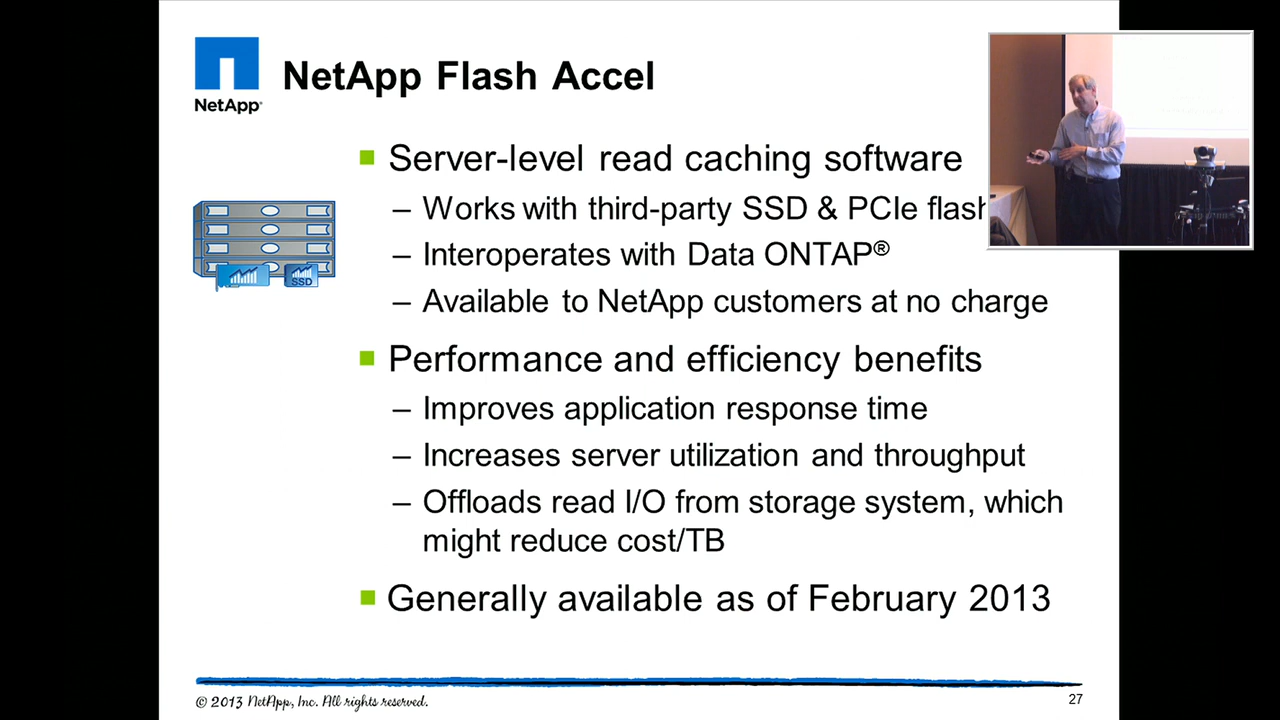 NetApp Flash Accel
NetApp
Server-level read caching software
– Works with third-party SSD & PCIe flash
– Interoperates with Data ONTAP®
– Available to NetApp customers at no charge
SSD
Performance and efficiency benefits
– Improves application response time
– Increases server utilization and throughput
– Offloads read I/O from storage system, which
might reduce cost/TB
Generally available as of February 2013
© 2013 NetApp, Inc. All rights reserved.
27